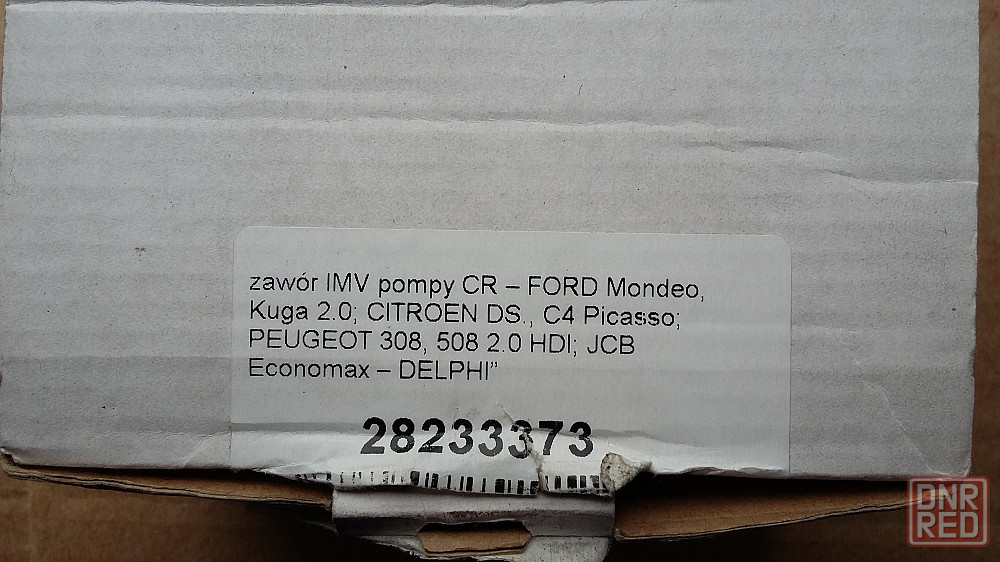 zawór IMV pompy CR – FORD Mondeo,
Kuga 2.0; CITROEN DS., C4 Picasso;
PEUGEOT 308, 508 2.0 HDI; JCB
Economax – DELPHI”
28233373
DNR
RED